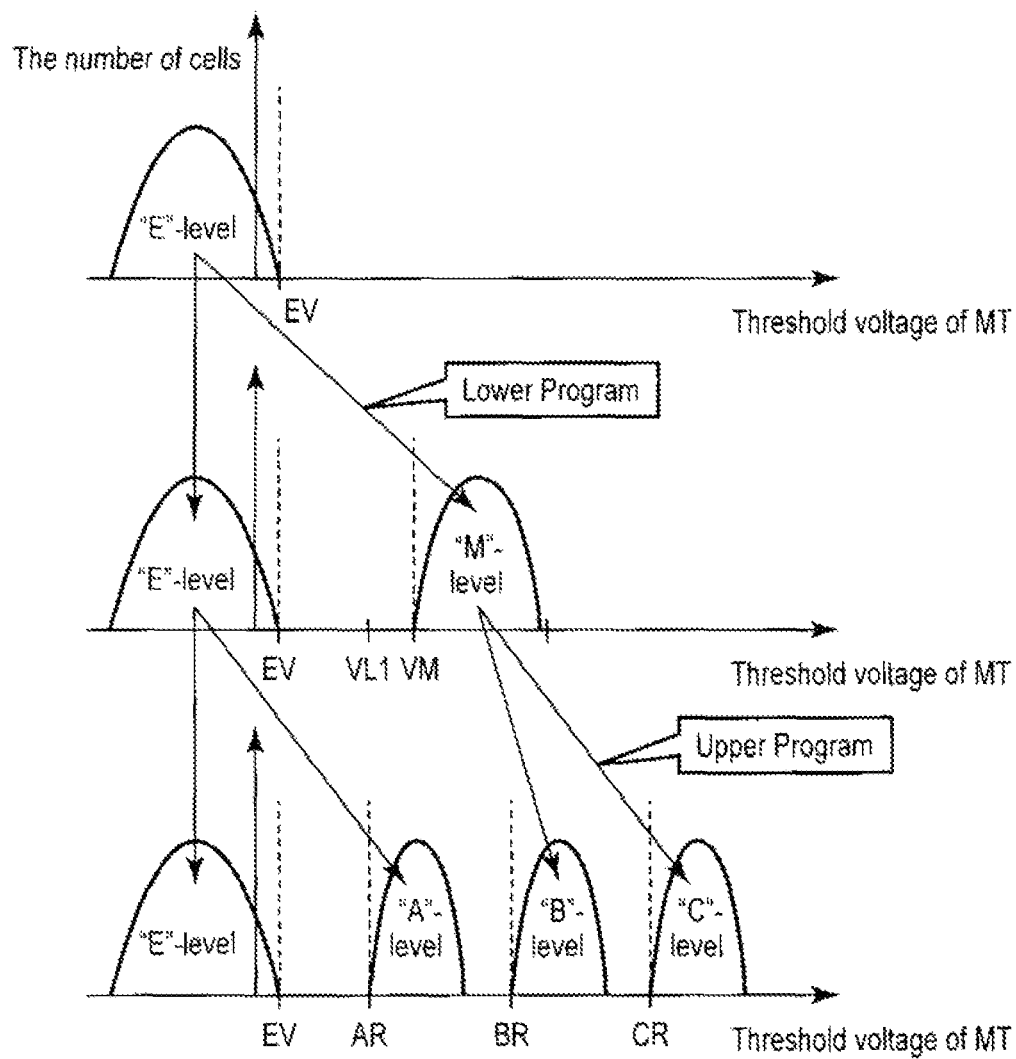 The number of cells
"E"-level
EV
Threshold voltage of MT
Lower Program
"E"-level
"M"-
level
EV
VL1
VM
Threshold voltage of MT
Upper Program
"E"-level
"A"-
level
"B"-
level
"C"-
level
EV
AR
BR
CR
Threshold voltage of MT